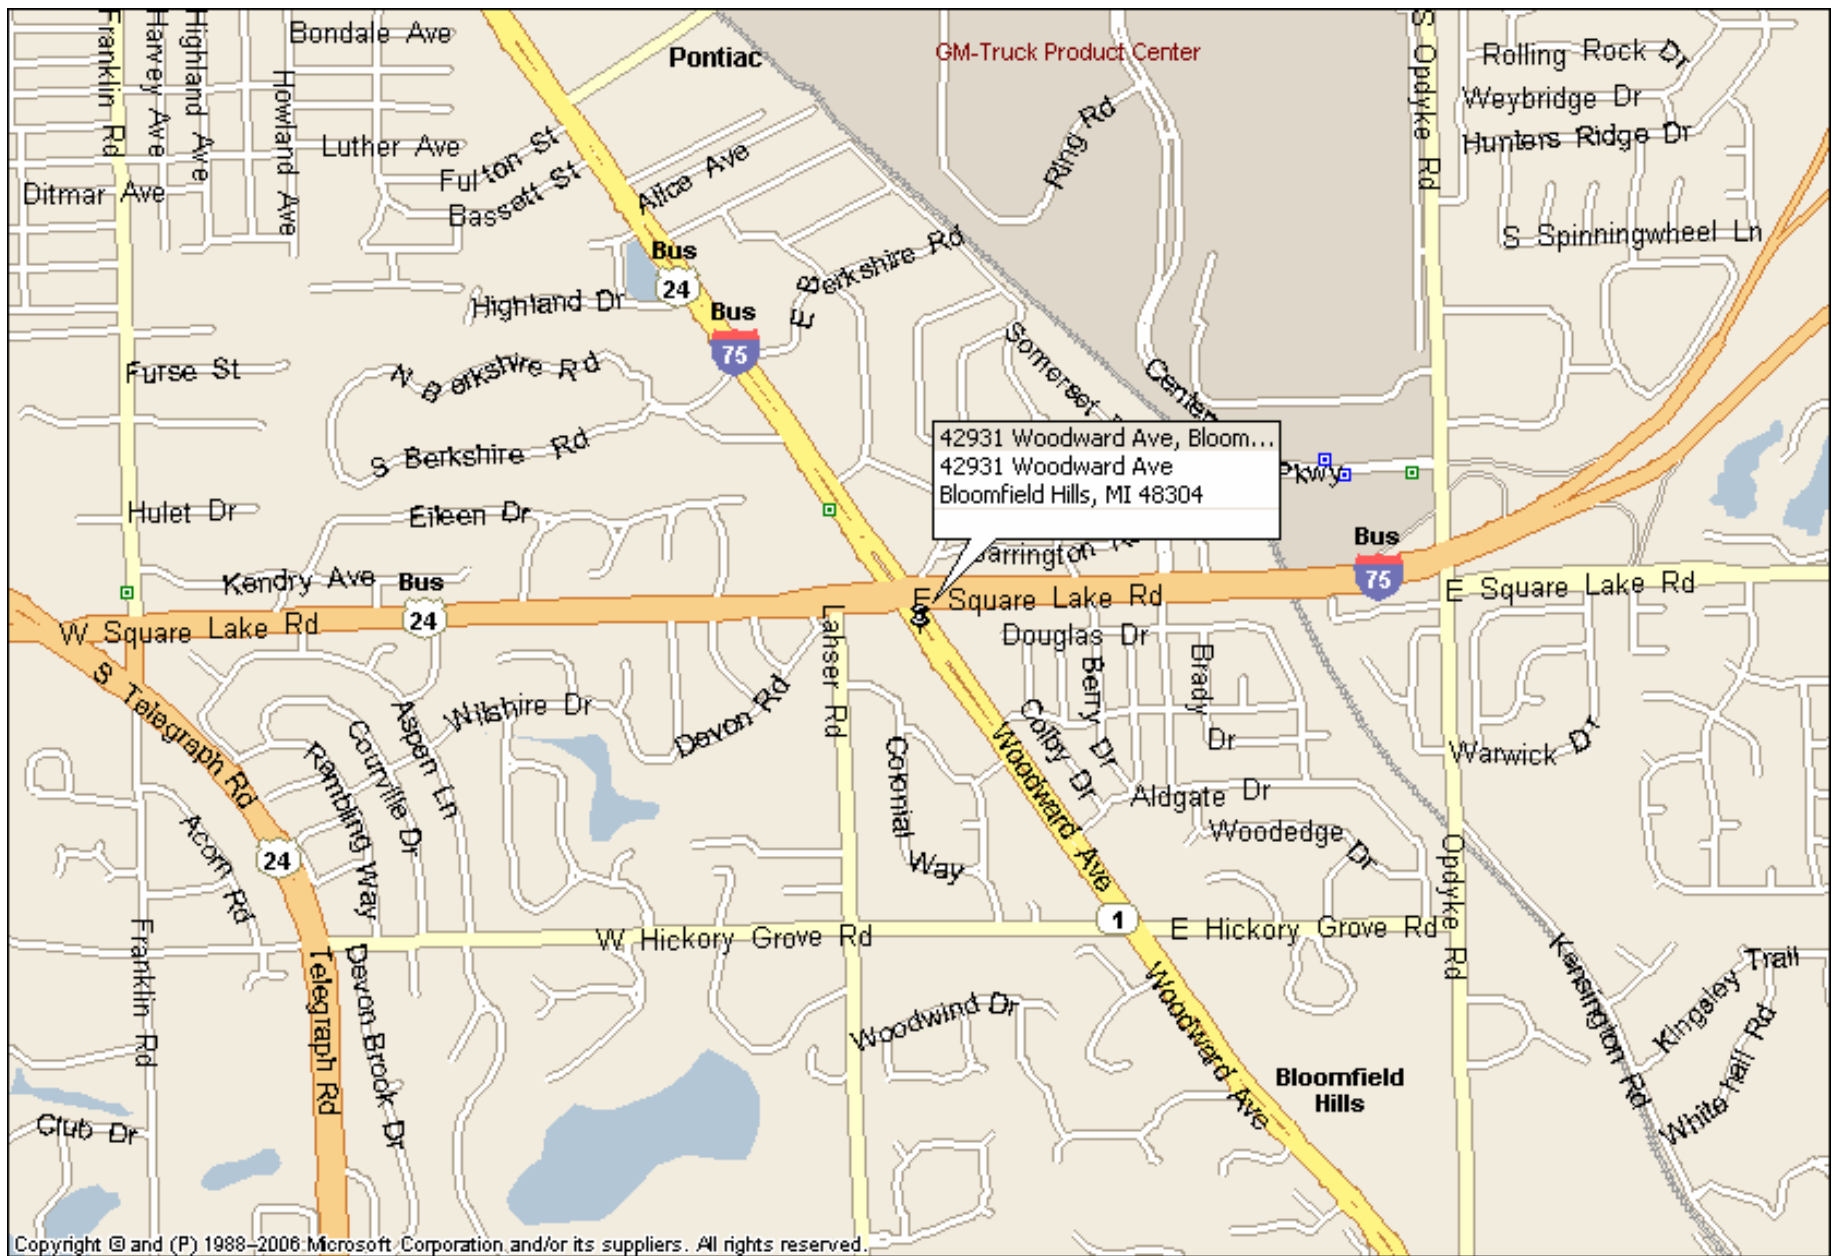 Franklin Rd
Harvey Ave
Highland Ave
Howland Ave
Bondale Ave
Pontiac
GM-Truck Product Center
S Opdyke Rd
Rolling Rock Dr
Weybridge Dr
Hunters Ridge Dr
Ring Rd
Luther Ave
Fulton St
Bassett St
Alice Ave
Ditmar Ave
S Spinningwheel Ln
Bus
24
Bus
75
E Berkshire Rd
Highland Dr
Furse St
N Berkshire Rd
S Berkshire Rd
Somerset
Center
Pkwy
42931 Woodward Ave, Bloom...
42931 Woodward Ave
Bloomfield Hills, MI 48304
Hulet Dr
Eileen Dr
Kendry Ave
Bus
24
Barrington
Bus
75
W Square Lake Rd
E Square Lake Rd
E Square Lake Rd
S Telegraph Rd
Lahser Rd
Douglas Dr
Berry Dr
Brady Dr
Colby Dr
Wilshire Dr
Devon Rd
Aspen Ln
Courville Dr
Rambling Way
Colonial Way
Woodward Ave
Warwick Dr
Aldgate Dr
Woodedge Dr
Opdyke Rd
Acorn Rd
24
1
W Hickory Grove Rd
E Hickory Grove Rd
Franklin Rd
Telegraph Rd
Devon Brook Dr
Woodwind Dr
Woodward Ave
Kensington Rd
Kingsley Trail
Whitehall Rd
Bloomfield
Hills
Club Dr
Copyright © and (P) 1988–2006 Microsoft Corporation and/or its suppliers. All rights reserved.